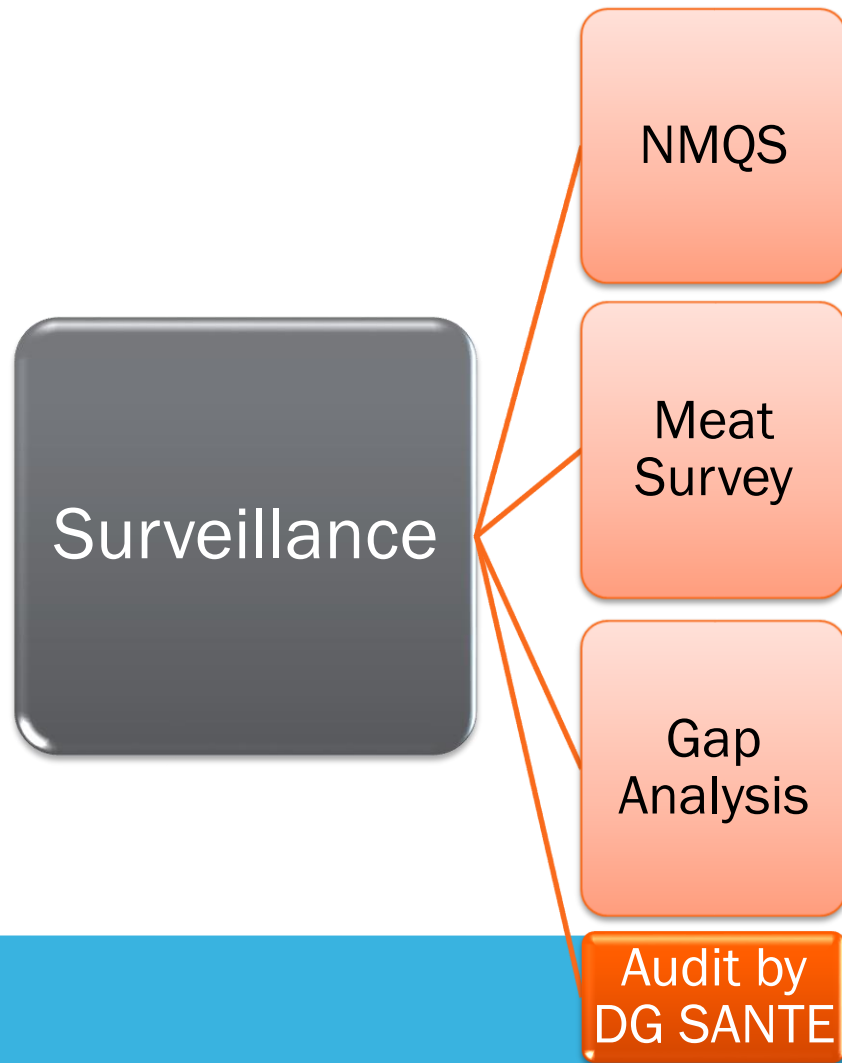 Surveillance
NMQS
Meat
Survey
Gap
Analysis
Audit by
DG SANTE